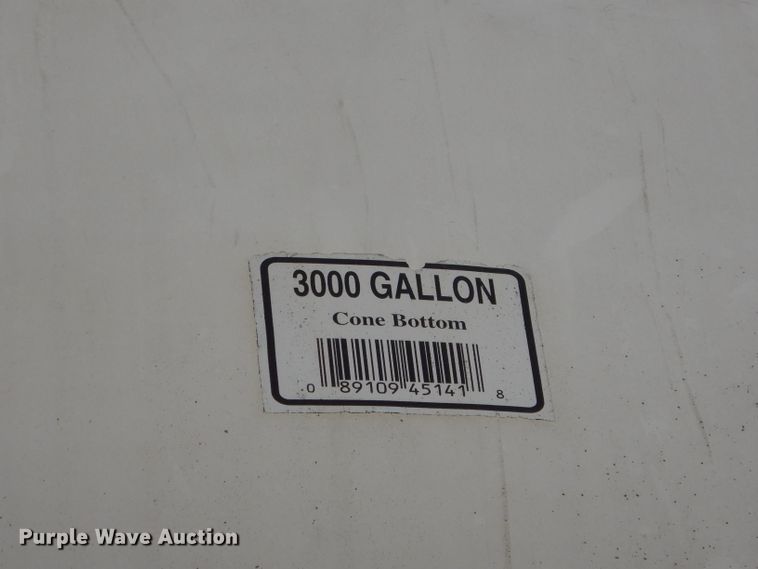 3000 GALLON
Cone Bottom
0 89109 45141 8
Purple Wave Auction